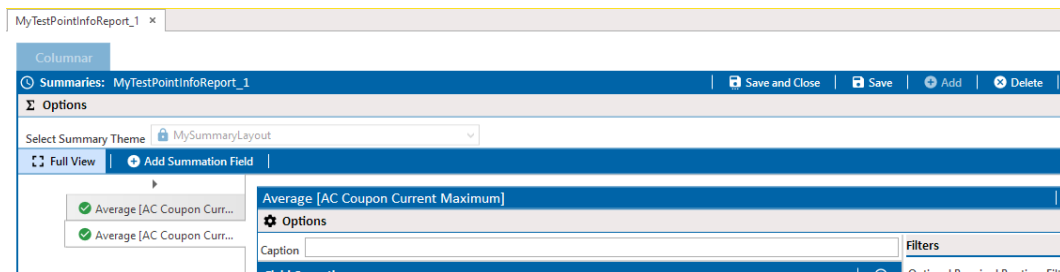 MyTestPointInfoReport_1 ×
Columnar
Summaries: MyTestPointInfoReport_1 Save and Close Save Add Delete
Σ Options
Select Summary Theme MySummaryLayout
Full View Add Summation Field
Average [AC Coupon Curr...
Average [AC Coupon Curr...
Average [AC Coupon Current Maximum]
Options
Caption
Filters